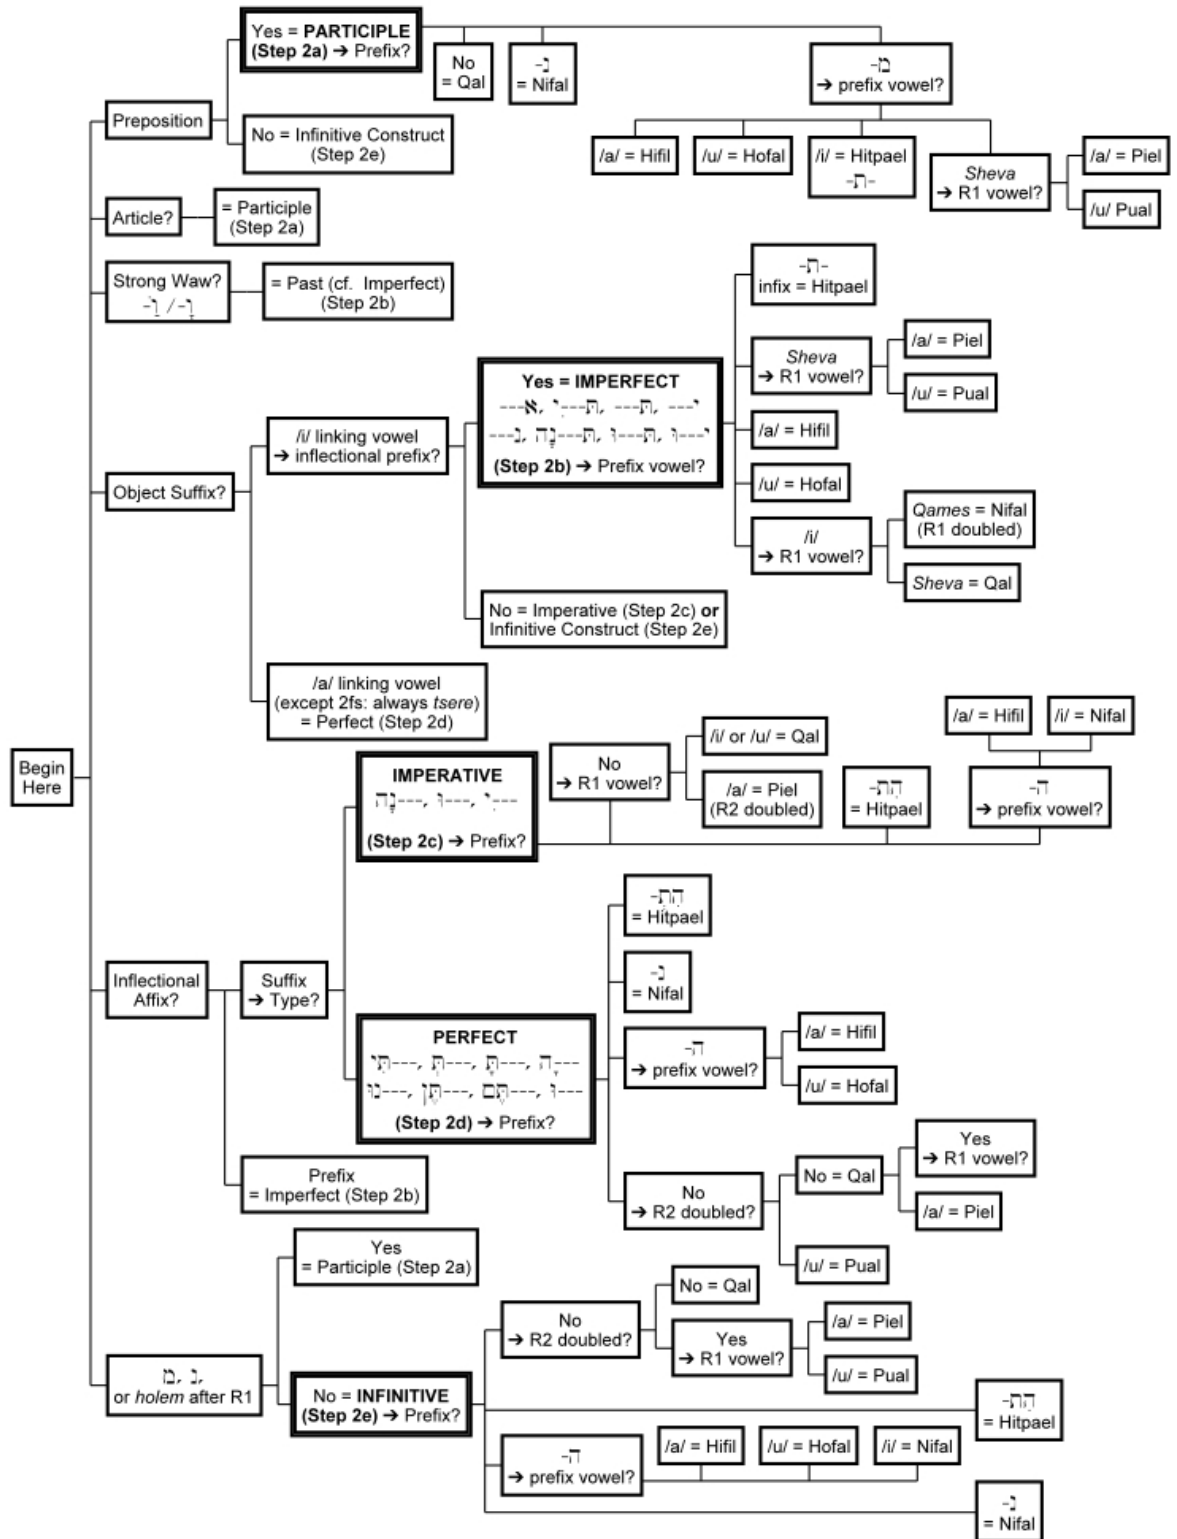 Yes = PARTICIPLE
(Step 2a) ➔ Prefix?
No
= Qal
נ-
= Nifal
מ-
➔ prefix vowel?
Preposition
No = Infinitive Construct
(Step 2e)
/a/ = Hifil
/u/ = Hofal
/i/ = Hitpael
-ת-
Sheva
➔ R1 vowel?
/a/ = Piel
/u/ Pual
Article?
= Participle
(Step 2a)
Strong Waw?
וַּ- / וָ-
= Past (cf. Imperfect)
(Step 2b)
-ת-
infix = Hitpael
Sheva
➔ R1 vowel?
/a/ = Piel
/u/ = Pual
Yes = IMPERFECT
י---, תּ---, תּ---ִי, א---
י---וּ, תּ---וּ, תּ---נָה, נ---
(Step 2b) ➔ Prefix vowel?
/a/ = Hifil
/u/ = Hofal
/i/
➔ R1 vowel?
Qames = Nifal
(R1 doubled)
Sheva = Qal
/i/ linking vowel
➔ inflectional prefix?
Object Suffix?
No = Imperative (Step 2c) or
Infinitive Construct (Step 2e)
/a/ linking vowel
(except 2fs: always tsere)
= Perfect (Step 2d)
Begin
Here
IMPERATIVE
---ִי, ---וּ, ---נָה
(Step 2c) ➔ Prefix?
No
➔ R1 vowel?
/i/ or /u/ = Qal
/a/ = Piel
(R2 doubled)
הִת-
= Hitpael
/a/ = Hifil
/i/ = Nifal
ה-
➔ prefix vowel?
Inflectional
Affix?
Suffix
➔ Type?
PERFECT
---ָה, ---תָּ, ---תְּ, ---תִּי
---וּ, ---תֶּם, ---תֶּן, ---נוּ
(Step 2d) ➔ Prefix?
הִתְ-
= Hitpael
נ-
= Nifal
ה-
➔ prefix vowel?
/a/ = Hifil
/u/ = Hofal
No
➔ R2 doubled?
No = Qal
Yes
➔ R1 vowel?
/a/ = Piel
/u/ = Pual
Prefix
= Imperfect (Step 2b)
Yes
= Participle (Step 2a)
מ, נ,
or holem after R1
No = INFINITIVE
(Step 2e) ➔ Prefix?
No
➔ R2 doubled?
No = Qal
Yes
➔ R1 vowel?
/a/ = Piel
/u/ = Pual
הִת-
= Hitpael
ה-
➔ prefix vowel?
/a/ = Hifil
/u/ = Hofal
/i/ = Nifal
נ-
= Nifal